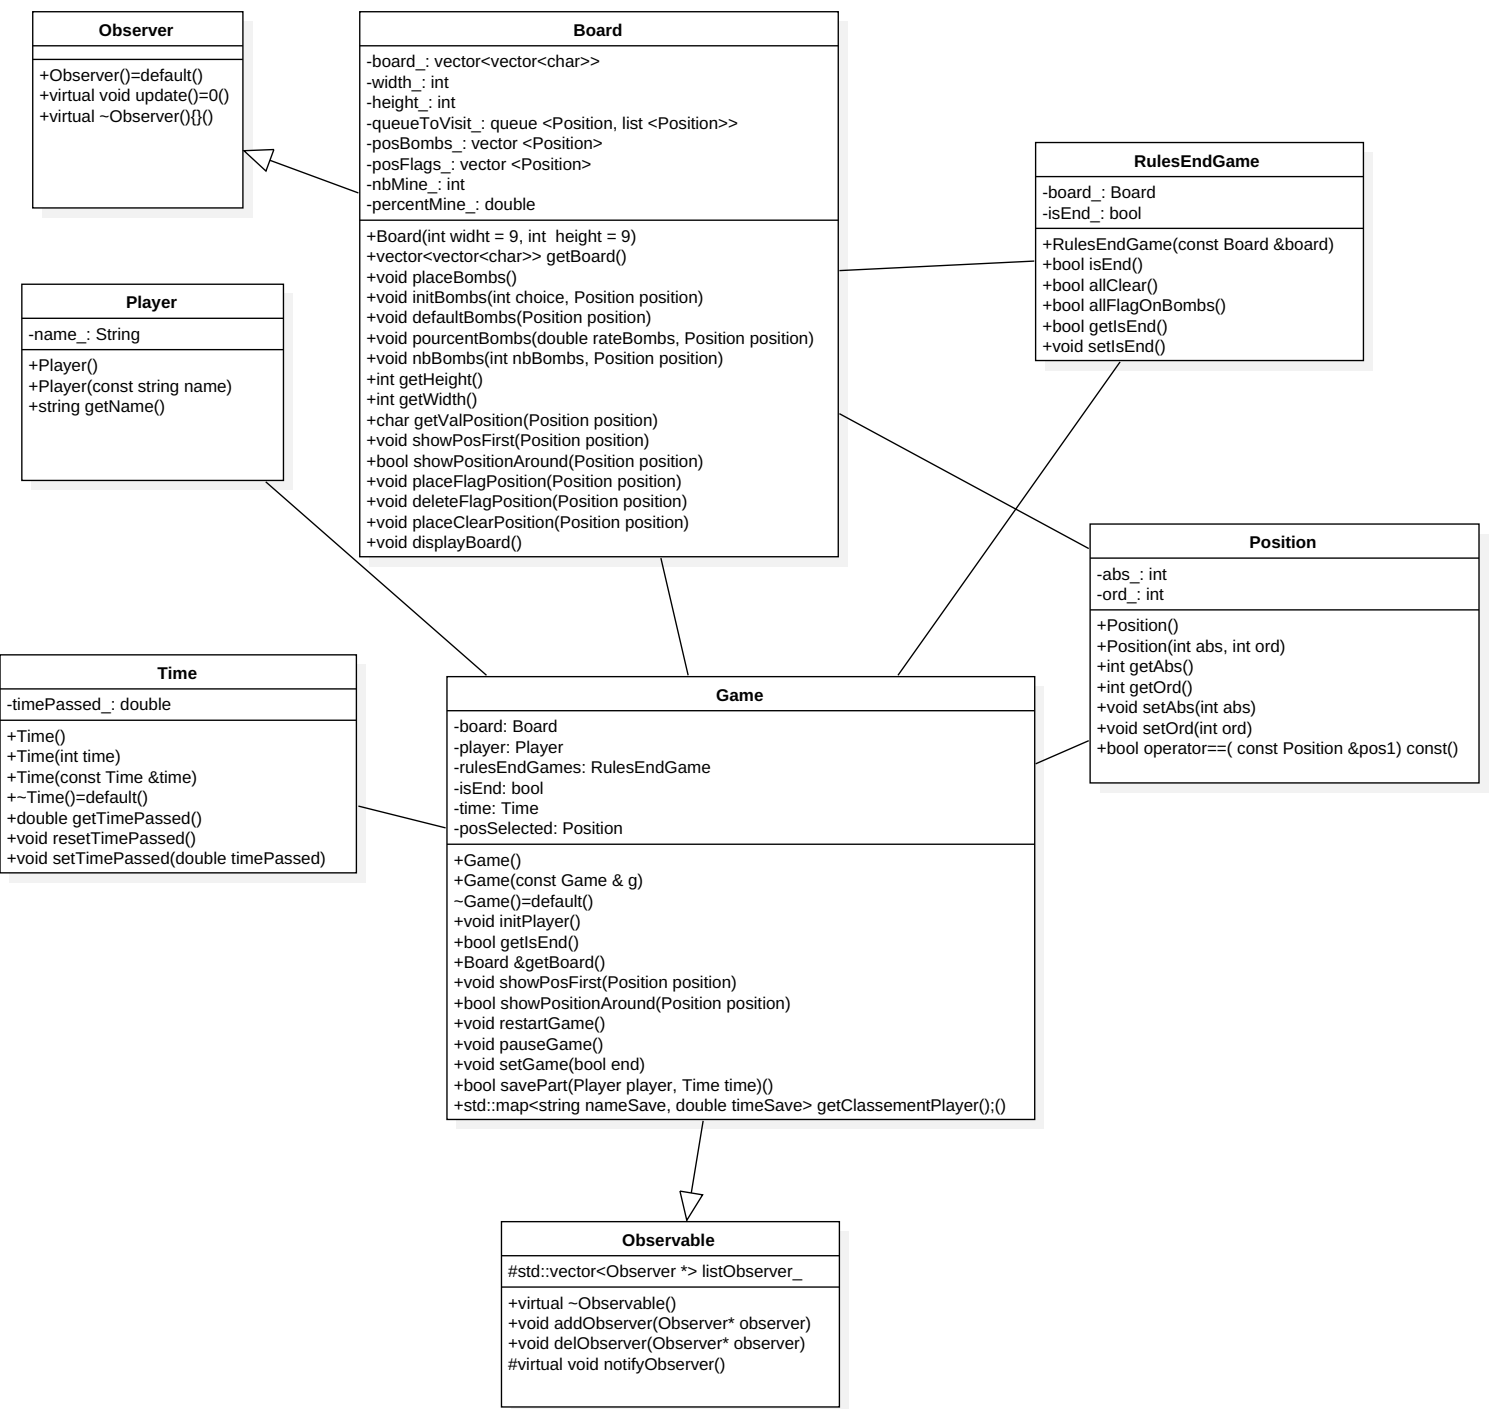 Observer
+Observer()=default()
+virtual void update()=0()
+virtual ~Observer(){}()
Board
-board_: vector<vector<char>>
-width_: int
-height_: int
-queueToVisit_: queue <Position, list <Position>>
-posBombs_: vector <Position>
-posFlags_: vector <Position>
-nbMine_: int
-percentMine_: double
+Board(int widht = 9, int  height = 9)
+vector<vector<char>> getBoard()
+void placeBombs()
+void initBombs(int choice, Position position)
+void defaultBombs(Position position)
+void pourcentBombs(double rateBombs, Position position)
+void nbBombs(int nbBombs, Position position)
+int getHeight()
+int getWidth()
+char getValPosition(Position position)
+void showPosFirst(Position position)
+bool showPositionAround(Position position)
+void placeFlagPosition(Position position)
+void deleteFlagPosition(Position position)
+void placeClearPosition(Position position)
+void displayBoard()
RulesEndGame
-board_: Board
-isEnd_: bool
+RulesEndGame(const Board &board)
+bool isEnd()
+bool allClear()
+bool allFlagOnBombs()
+bool getIsEnd()
+void setIsEnd()
Player
-name_: String
+Player()
+Player(const string name)
+string getName()
Position
-abs_: int
-ord_: int
+Position()
+Position(int abs, int ord)
+int getAbs()
+int getOrd()
+void setAbs(int abs)
+void setOrd(int ord)
+bool operator==( const Position &pos1) const()
Time
-timePassed_: double
+Time()
+Time(int time)
+Time(const Time &time)
+~Time()=default()
+double getTimePassed()
+void resetTimePassed()
+void setTimePassed(double timePassed)
Game
-board: Board
-player: Player
-rulesEndGames: RulesEndGame
-isEnd: bool
-time: Time
-posSelected: Position
+Game()
+Game(const Game & g)
~Game()=default()
+void initPlayer()
+bool getIsEnd()
+Board &getBoard()
+void showPosFirst(Position position)
+bool showPositionAround(Position position)
+void restartGame()
+void pauseGame()
+void setGame(bool end)
+bool savePart(Player player, Time time)()
+std::map<string nameSave, double timeSave> getClassementPlayer();()
Observable
#std::vector<Observer *> listObserver_
+virtual ~Observable()
+void addObserver(Observer* observer)
+void delObserver(Observer* observer)
#virtual void notifyObserver()